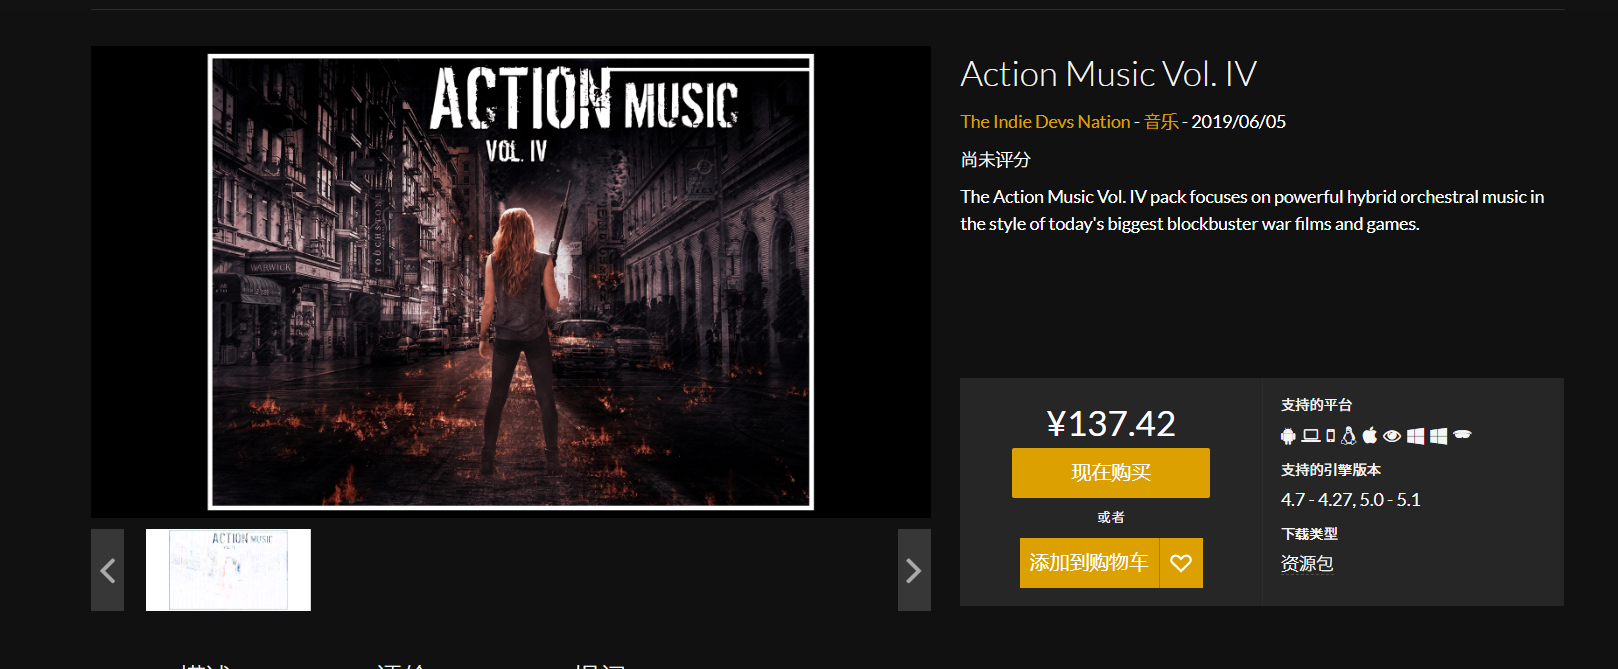 ACTION MUSIC
VOL. IV
TOUCHSTONE
WARWICK
ACTION MUSIC
Action Music Vol. IV
The Indie Devs Nation - 音乐 - 2019/06/05
尚未评分
The Action Music Vol. IV pack focuses on powerful hybrid orchestral music in
the style of today's biggest blockbuster war films and games.
¥137.42
现在购买
或者
添加到购物车
支持的平台
支持的引擎版本
4.7 - 4.27, 5.0 - 5.1
下载类型
资源包